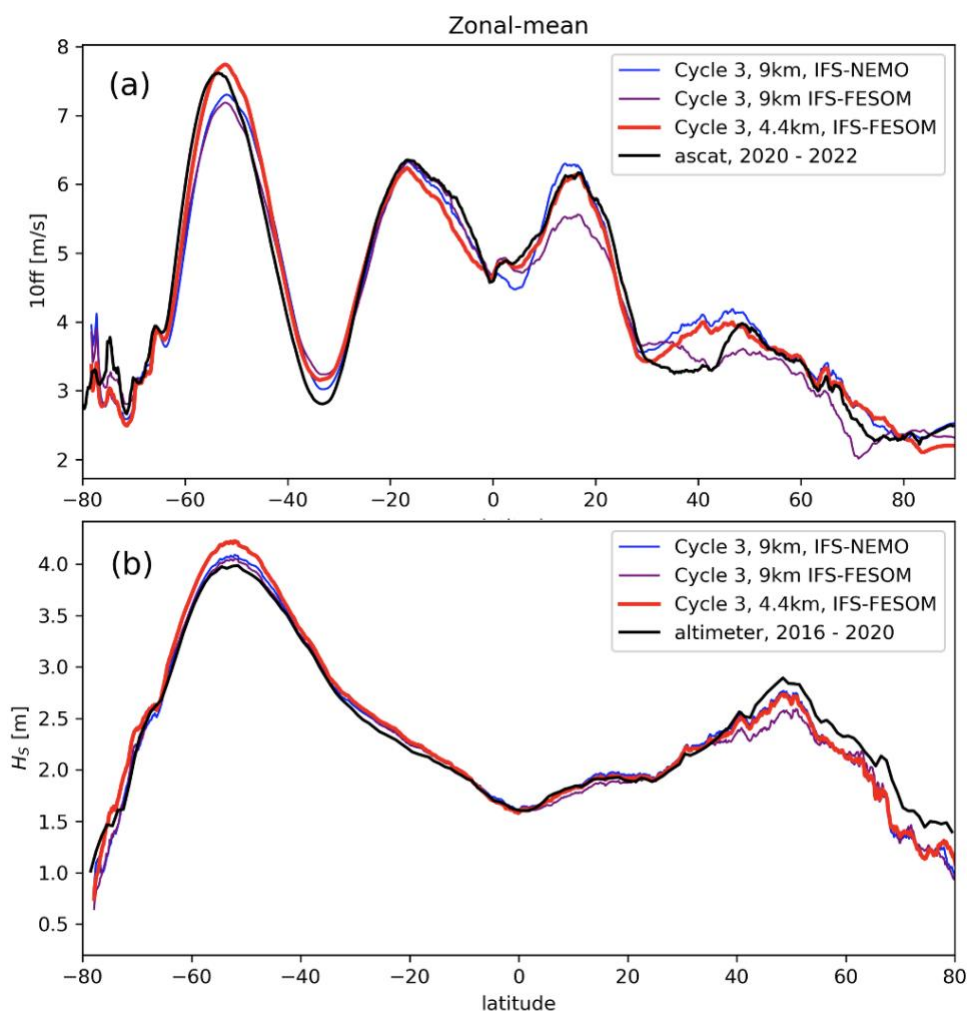 Zonal-mean
(a)
Cycle 3, 9km, IFS-NEMO
Cycle 3, 9km IFS-FESOM
Cycle 3, 4.4km, IFS-FESOM
ascat, 2020 - 2022
10ff [m/s]
8
7
6
5
4
3
2
−80 −60 −40 −20 0 20 40 60 80
(b)
Cycle 3, 9km, IFS-NEMO
Cycle 3, 9km IFS-FESOM
Cycle 3, 4.4km, IFS-FESOM
altimeter, 2016 - 2020
Hs [m]
4.0
3.5
3.0
2.5
2.0
1.5
1.0
0.5
−80 −60 −40 −20 0 20 40 60 80
latitude